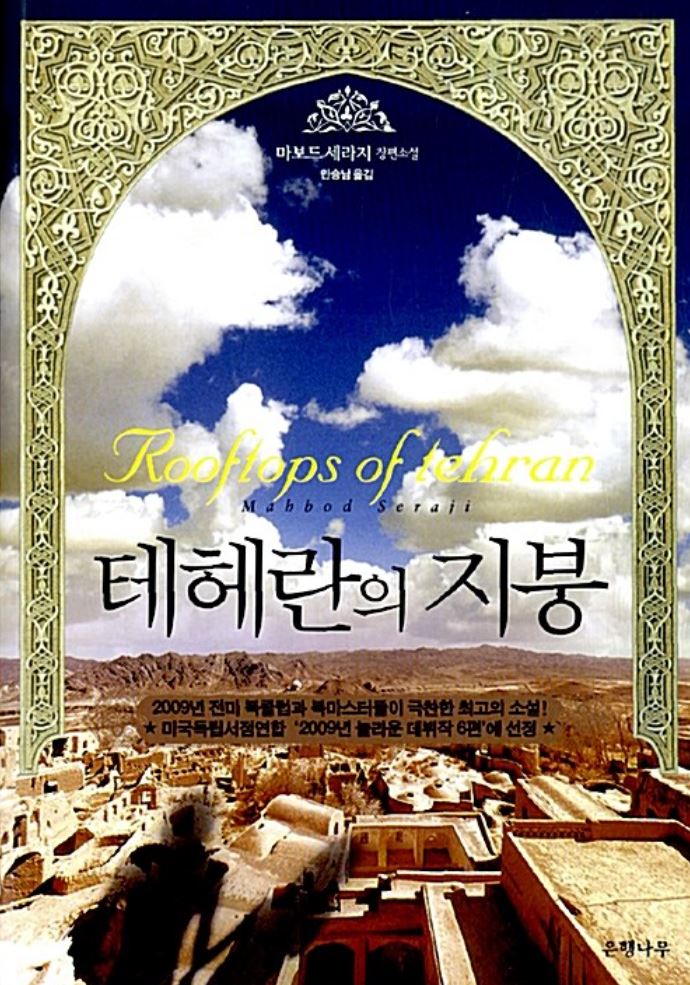 마보드 세라지 장편소설
민승남 옮김
Rooftops of tehran
Mahbod Seraji
테헤란의 지붕
2009년 전미 북클럽과 북마스터들이 극찬한 최고의 소설!
★ 미국독립서점연합 '2009년 놀라운 데뷔작 6편'에 선정 ★
은행나무